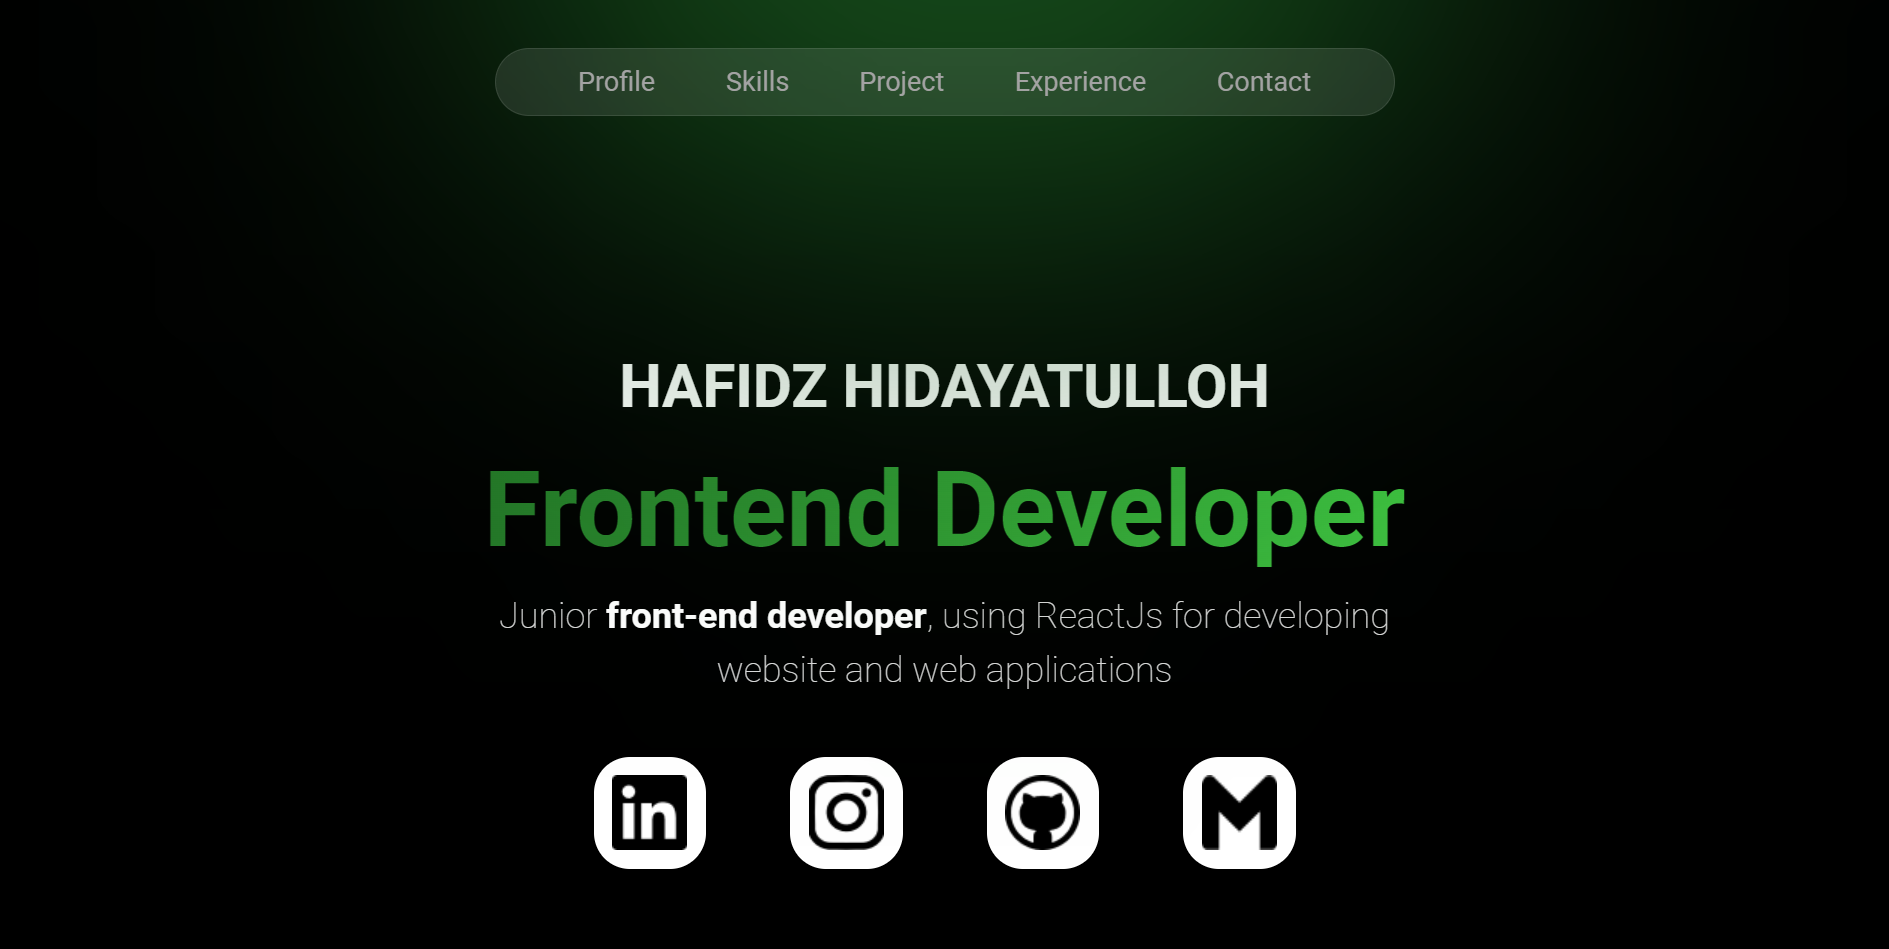 Profile Skills Project Experience Contact
HAFIDZ HIDAYATULLOH
Frontend Developer
Junior front-end developer, using ReactJs for developing
website and web applications
in